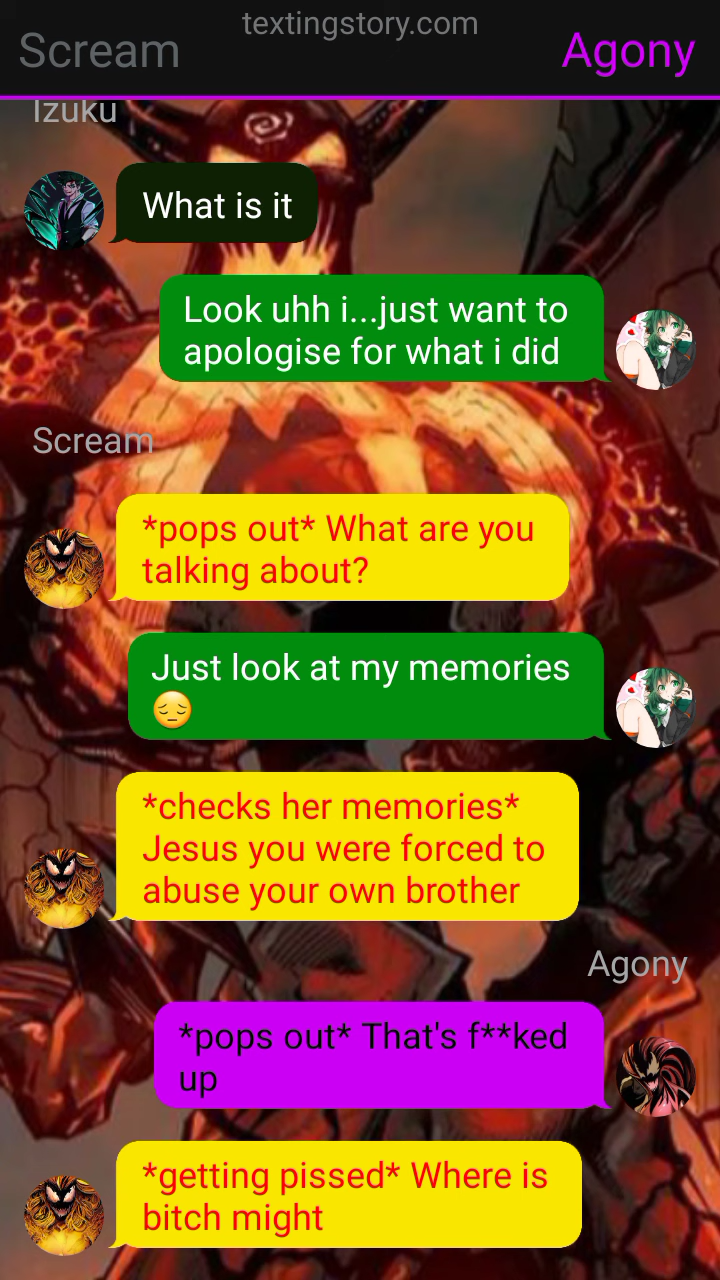 textingstory.com
Scream
Agony
Izuku
What is it
Look uhh i...just want to
apologise for what i did
Scream
*pops out* What are you
talking about?
Just look at my memories
😔
*checks her memories*
Jesus you were forced to
abuse your own brother
Agony
*pops out* That's f**ked
up
*getting pissed* Where is
bitch might